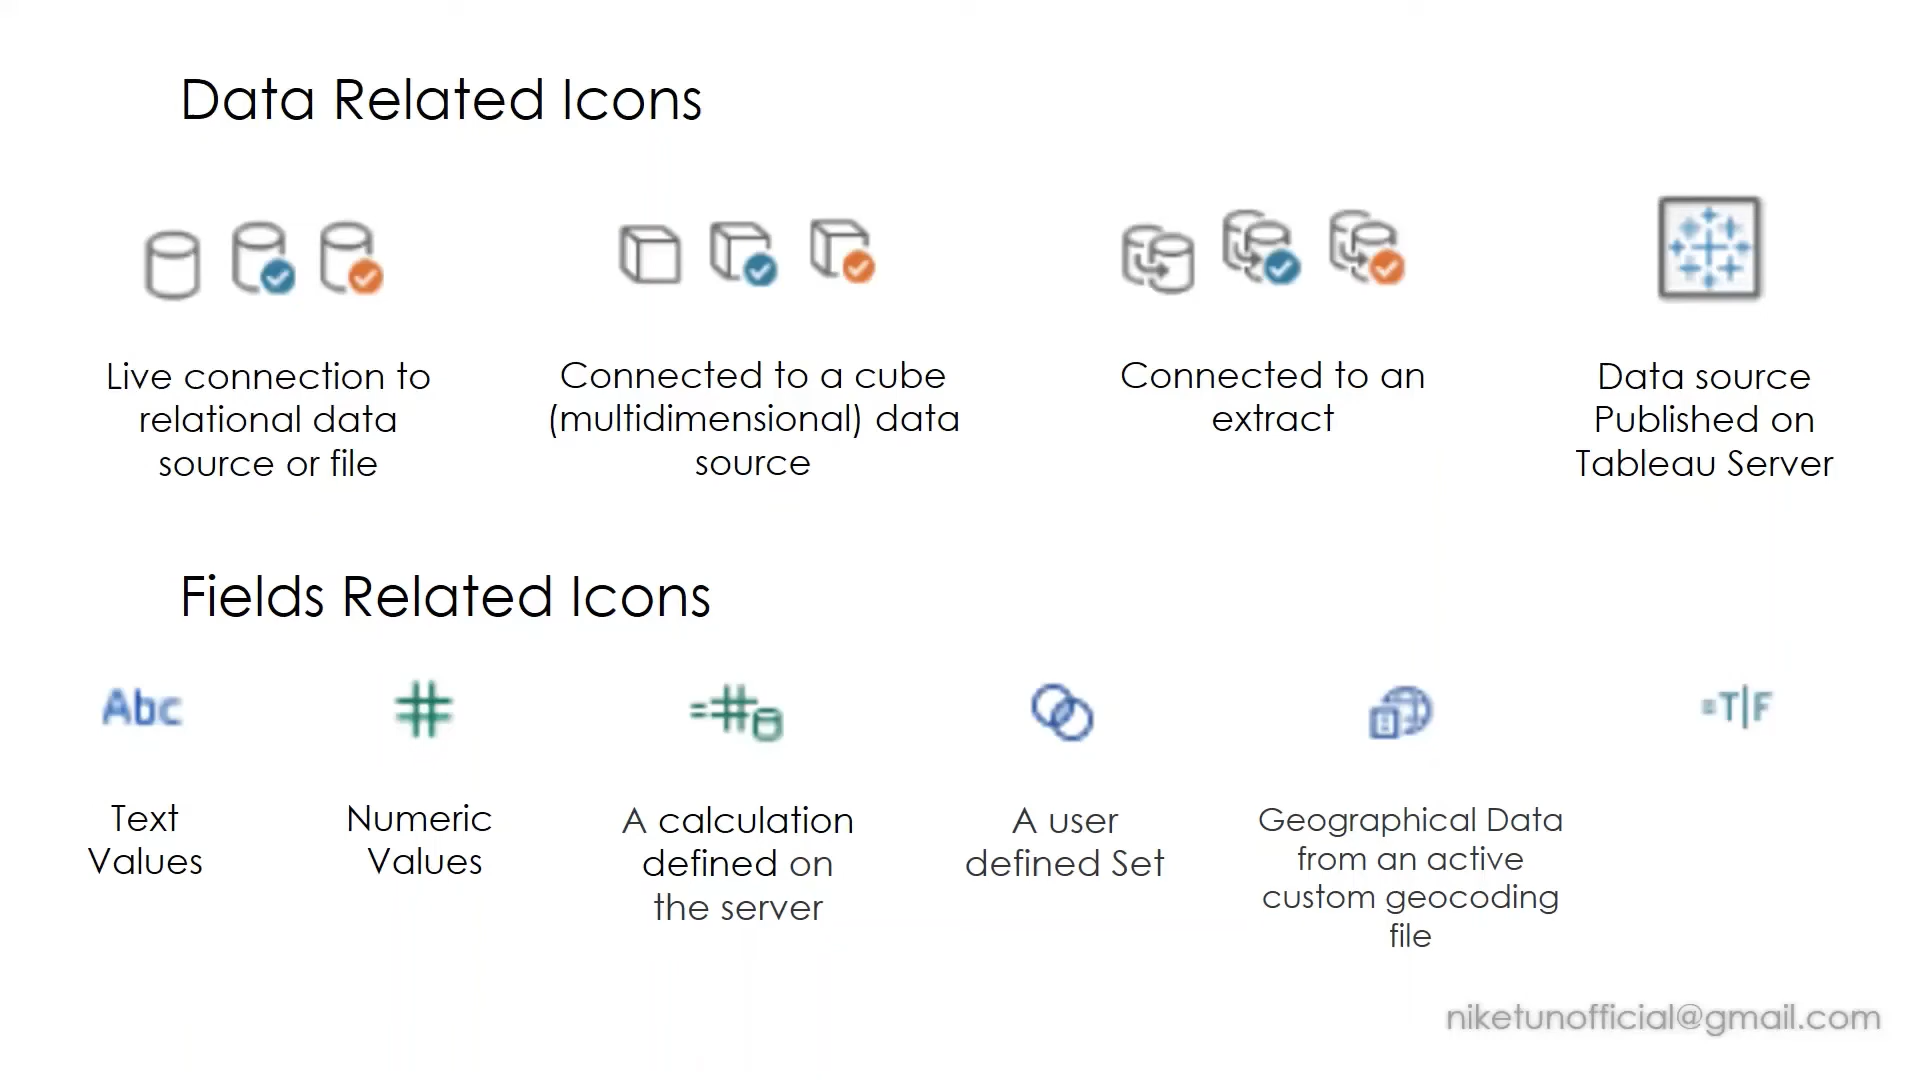 Data Related Icons
Live connection to
relational data
source or file
Connected to a cube
(multidimensional) data
source
Connected to an
extract
Data source
Published on
Tableau Server
Fields Related Icons
Abc
#
=#
=T|F
Text
Values
Numeric
Values
A calculation
defined on
the server
A user
defined Set
Geographical Data
from an active
custom geocoding
file
niketunofficial@gmail.com